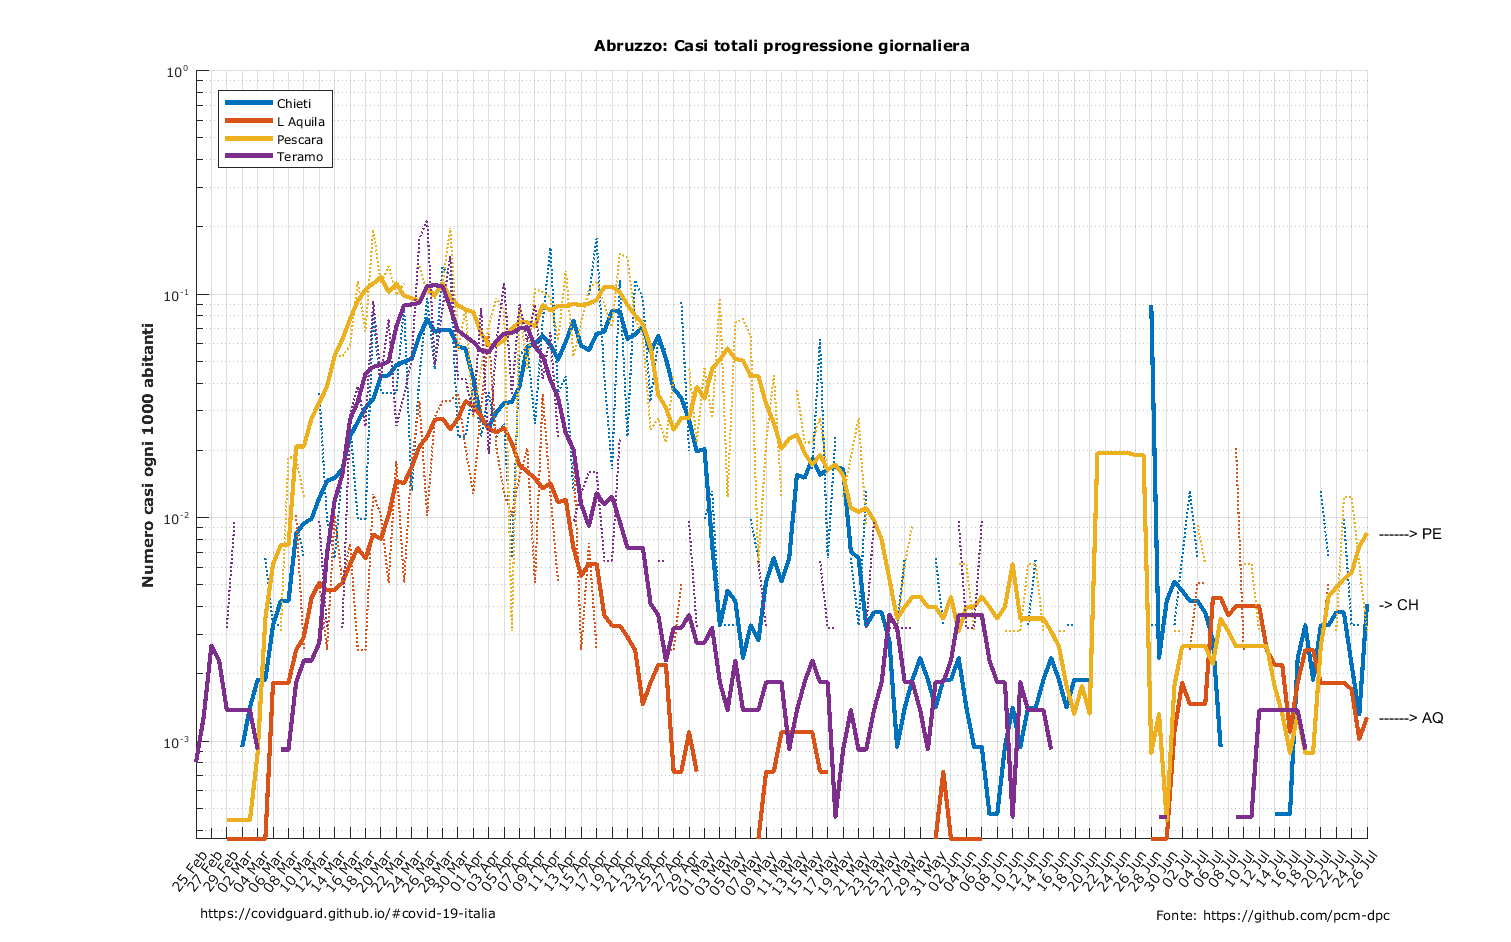 Abruzzo: Casi totali progressione giornaliera
10⁰
10⁻¹
10⁻²
10⁻³
Numero casi ogni 1000 abitanti
Chieti
L Aquila
Pescara
Teramo
------> PE
-> CH
------> AQ
25 Feb
27 Feb
29 Feb
02 Mar
04 Mar
06 Mar
08 Mar
10 Mar
12 Mar
14 Mar
16 Mar
18 Mar
20 Mar
22 Mar
24 Mar
26 Mar
28 Mar
30 Mar
01 Apr
03 Apr
05 Apr
07 Apr
09 Apr
11 Apr
13 Apr
15 Apr
17 Apr
19 Apr
21 Apr
23 Apr
25 Apr
27 Apr
29 Apr
01 May
03 May
05 May
07 May
09 May
11 May
13 May
15 May
17 May
19 May
21 May
23 May
25 May
27 May
29 May
31 May
02 Jun
04 Jun
06 Jun
08 Jun
10 Jun
12 Jun
14 Jun
16 Jun
18 Jun
20 Jun
22 Jun
24 Jun
26 Jun
28 Jun
30 Jun
02 Jul
04 Jul
06 Jul
08 Jul
10 Jul
12 Jul
14 Jul
16 Jul
18 Jul
20 Jul
22 Jul
24 Jul
26 Jul
https://covidguard.github.io/#covid-19-italia
Fonte: https://github.com/pcm-dpc